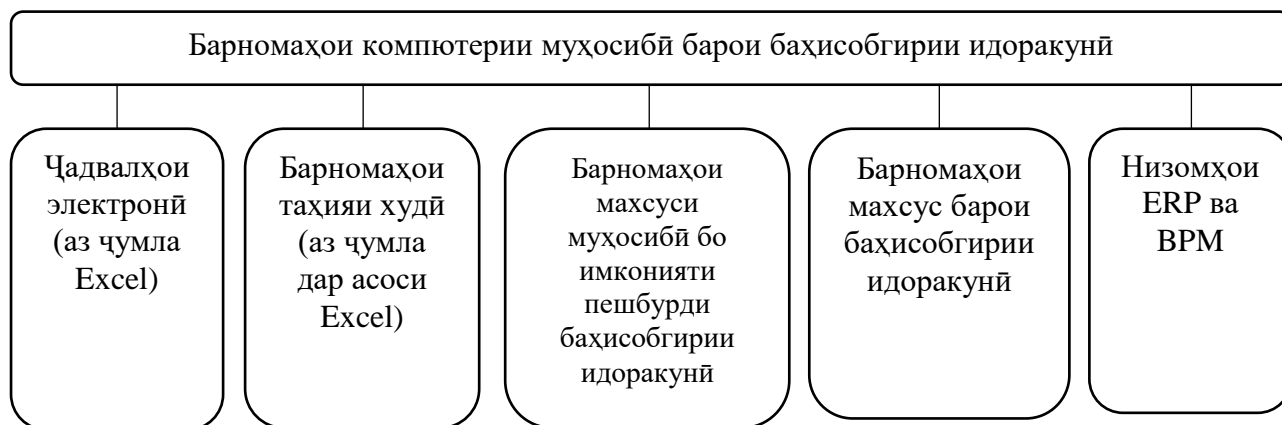 Барномаҳои компютерии муҳосибӣ барои баҳисобгирии идоракунӣ
Ҷадвалҳои
электронӣ
(аз ҷумла
Excel)
Барномаҳои
таҳияи худӣ
(аз ҷумла
дар асоси
Excel)
Барномаҳои
махсуси
муҳосибӣ бо
имконияти
пешбурди
баҳисобгирии
идоракунӣ
Барномаҳои
махсус барои
баҳисобгирии
идоракунӣ
Низомҳои
ERP ва
BPM